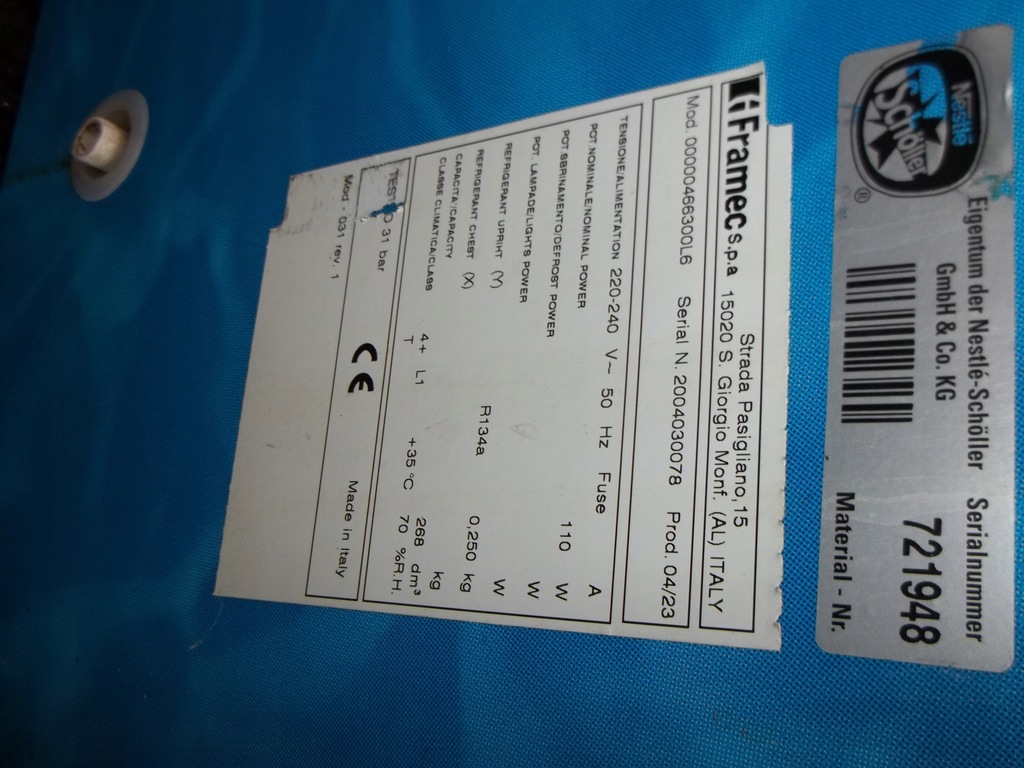 Nestlé
Schöller
®
Eigentum der Nestlé-Schöller
GmbH & Co. KG
Serialnummer
721948
Material - Nr.
Framec s.p.a
Strada Pasigliano, 15
15020 S. Giorgio Monf. (AL) ITALY
Mod. 0000046630OL6 Serial N. 2004030078 Prod. 04/23
TENSIONE/ALIMENTATION 220-240 V~ 50 Hz Fuse A
POT.NOMINALE/NOMINAL POWER 110 W
POT.SBRINAMENTO/DEFROST POWER W
POT. LAMPADE/LIGHTS POWER W
REFRIGERANT UPRIHT (Y)
REFRIGERANT CHEST (X) R134a 0,250 kg
CAPACITA'/CAPACITY kg
CLASSE CLIMATICA/CLASS 4+ L1 268 dm³
T +35 °C 70 %R.H.
31 bar
Mod - 031 rev. 1
CE
Made in Italy